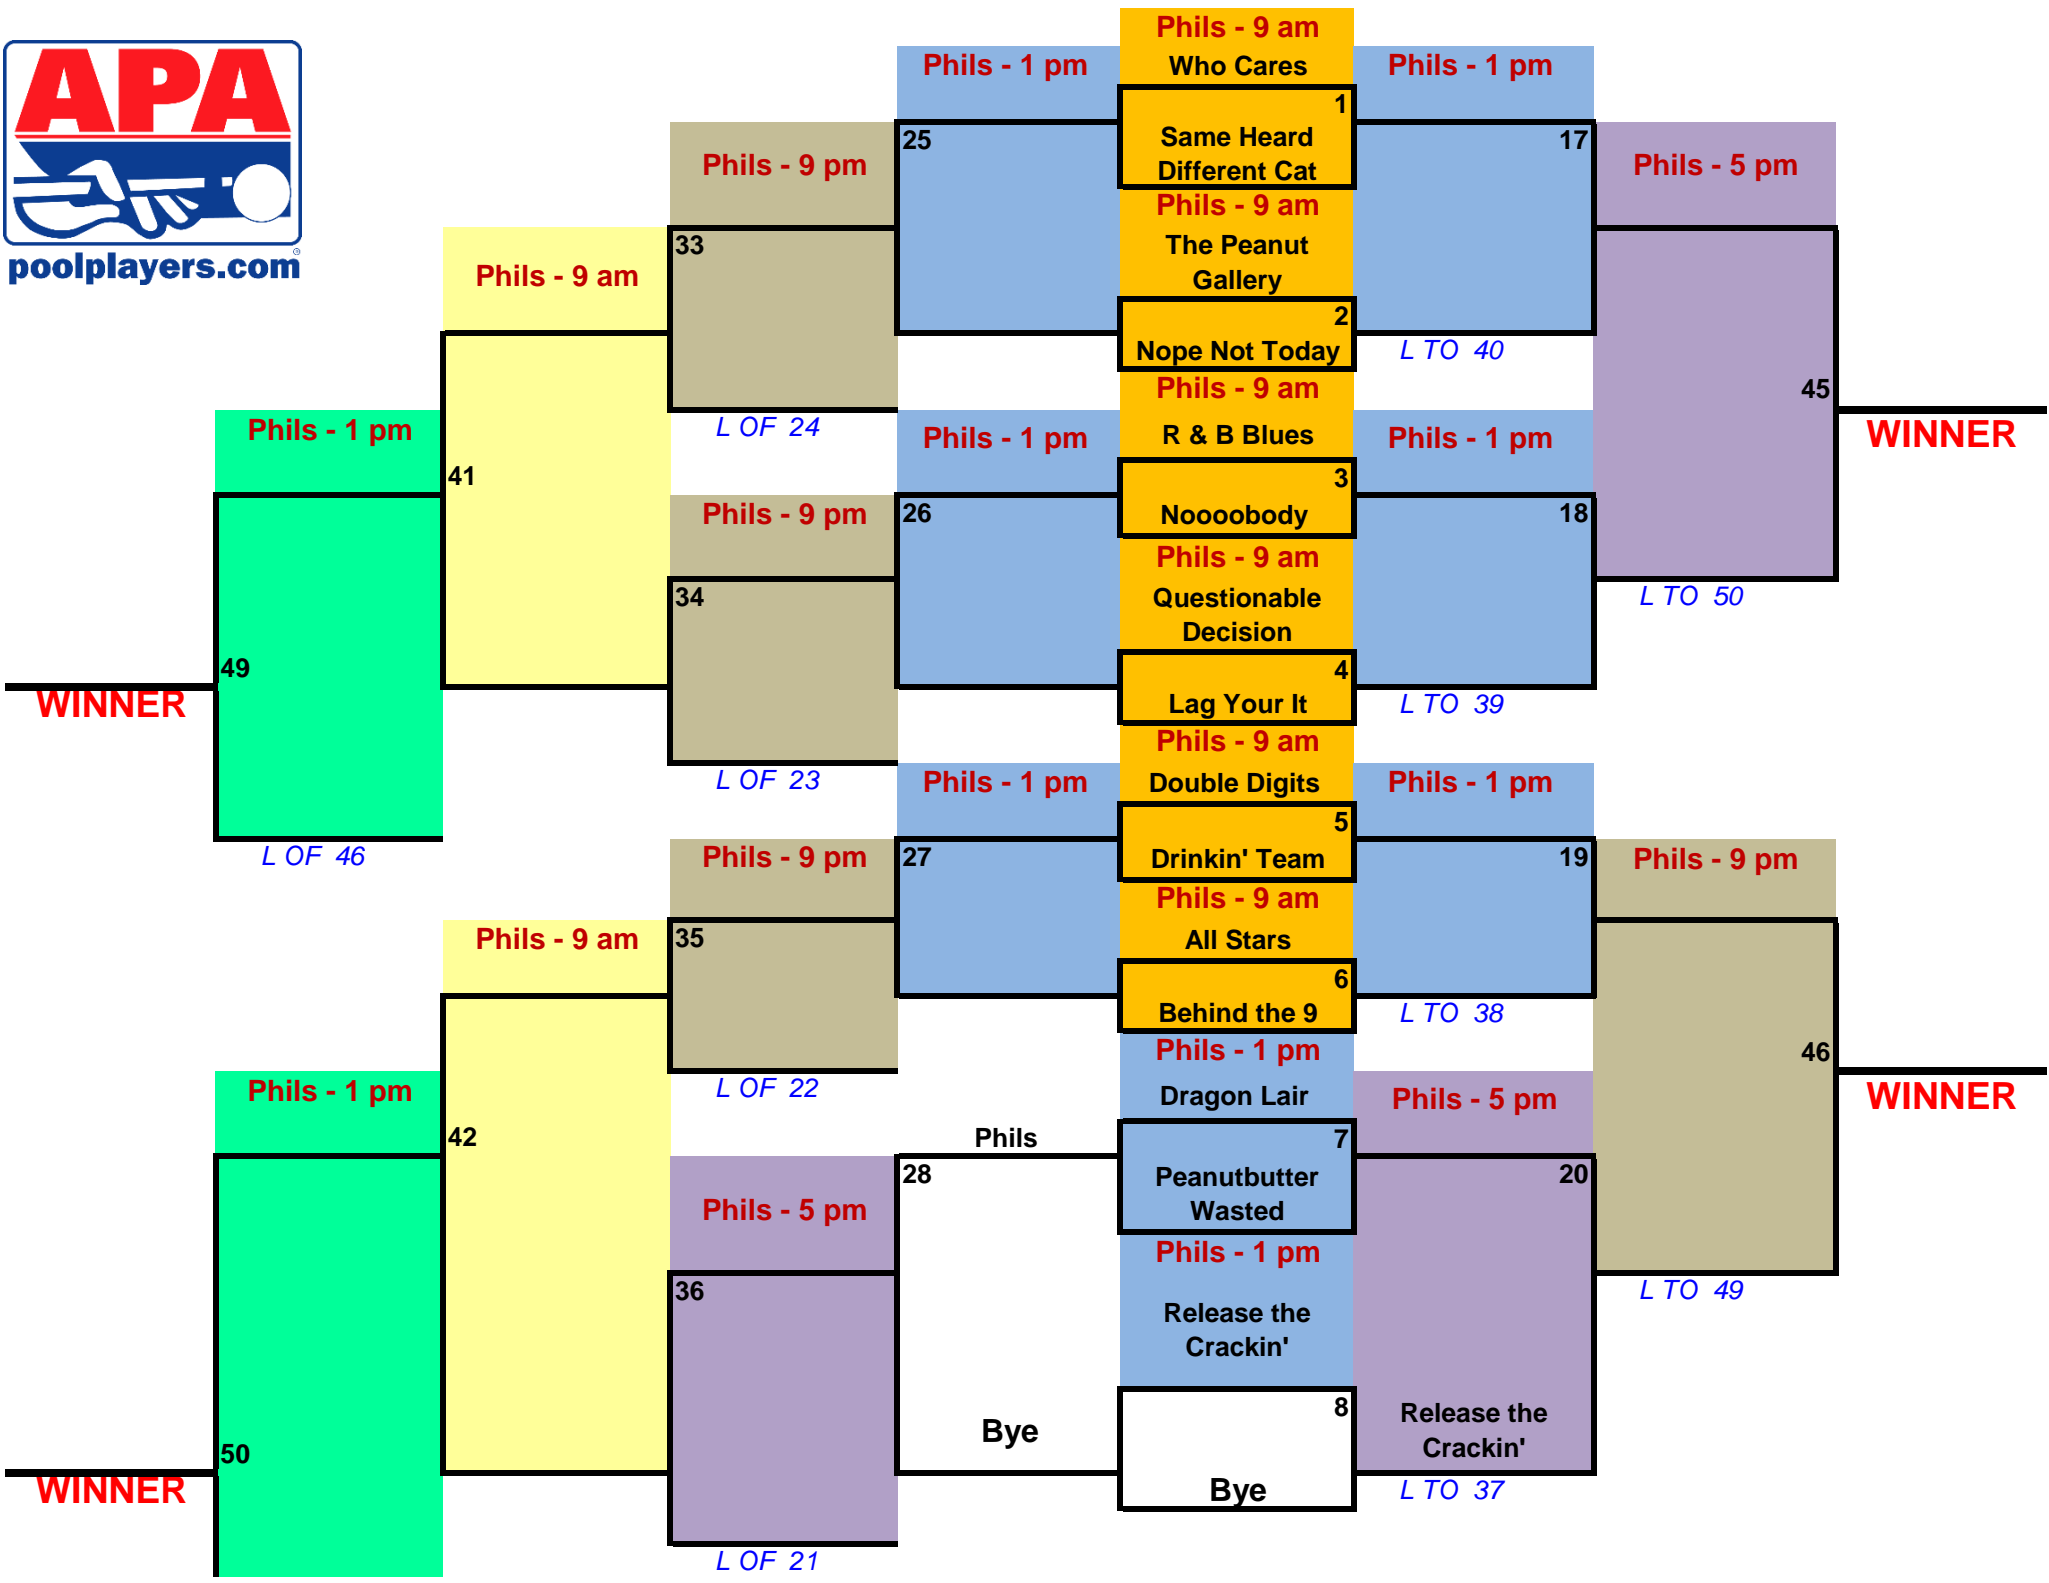 APA
poolplayers.com
Phils - 9 am
Who Cares
1
Same Heard
Different Cat
Phils - 9 am
The Peanut
Gallery
2
Nope Not Today
Phils - 9 am
R & B Blues
3
Noooobody
Phils - 9 am
Questionable
Decision
4
Lag Your It
Phils - 9 am
Double Digits
5
Drinkin' Team
Phils - 9 am
All Stars
6
Behind the 9
Phils - 1 pm
Dragon Lair
7
Peanutbutter
Wasted
Phils - 1 pm
Release the
Crackin'
8
Bye
Phils - 1 pm
17
L TO 40
Phils - 1 pm
18
L TO 39
Phils - 1 pm
19
L TO 38
Phils - 5 pm
20
Release the
Crackin'
L TO 37
Phils - 5 pm
45
L TO 50
WINNER
Phils - 9 pm
46
L TO 49
WINNER
Phils - 1 pm
25
Phils - 1 pm
26
Phils - 1 pm
27
Phils
28
Bye
Phils - 9 pm
33
L OF 24
Phils - 9 pm
34
L OF 23
Phils - 9 pm
35
L OF 22
Phils - 5 pm
36
L OF 21
Phils - 9 am
41
Phils - 9 am
42
Phils - 1 pm
49
L OF 46
WINNER
Phils - 1 pm
50
WINNER